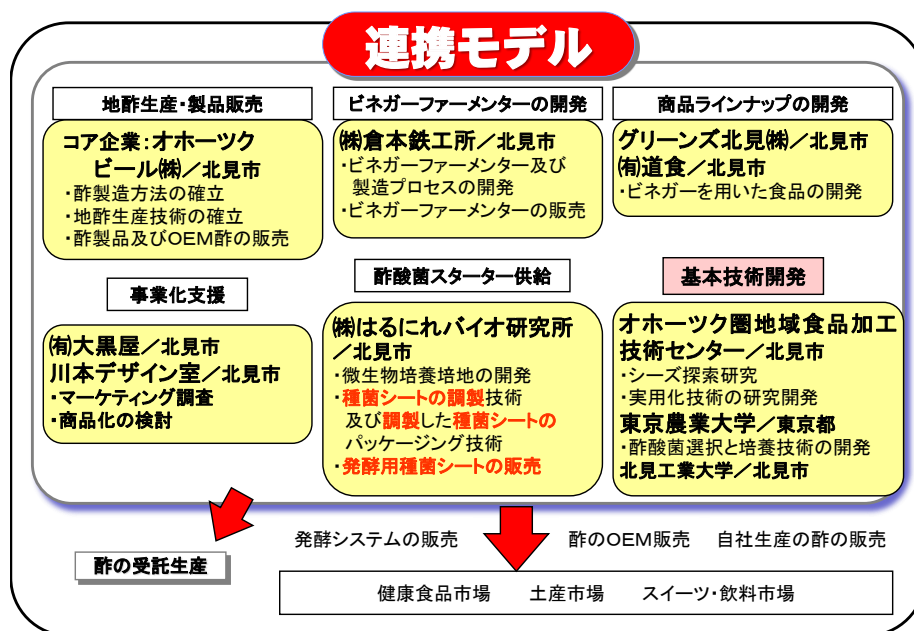 連携モデル
地酢生産・製品販売
コア企業：オホーツク
ビール㈱／北見市
・酢製造方法の確立
・地酢生産技術の確立
・酢製品及びOEM酢の販売
ビネガーファーメンターの開発
㈱倉本鉄工所／北見市
・ビネガーファーメンター及び
製造プロセスの開発
・ビネガーファーメンターの販売
商品ラインナップの開発
グリーンズ北見㈱／北見市
㈲道食／北見市
・ビネガーを用いた食品の開発
事業化支援
㈲大黒屋／北見市
川本デザイン室／北見市
・マーケティング調査
・商品化の検討
酢酸菌スターター供給
㈱はるにれバイオ研究所
／北見市
・微生物培養培地の開発
・種菌シートの調製技術
及び調製した種菌シートの
パッケージング技術
・発酵用種菌シートの販売
基本技術開発
オホーツク圏地域食品加工
技術センター／北見市
・シーズ探索研究
・実用化技術の研究開発
東京農業大学／東京都
・酢酸菌選択と培養技術の開発
北見工業大学／北見市
発酵システムの販売 酢のOEM販売 自社生産の酢の販売
酢の受託生産
健康食品市場 土産市場 スイーツ・飲料市場